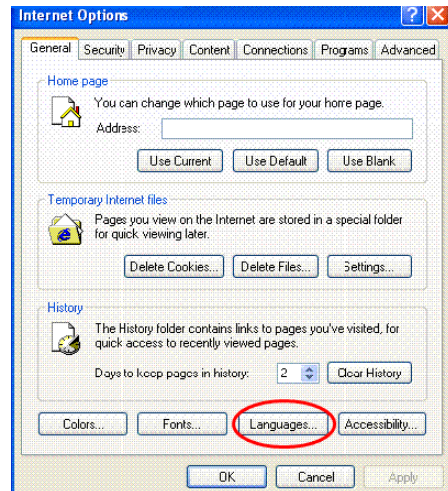 Internet Options
General Security Privacy Content Connections Programs Advanced
Home page
You can change which page to use for your home page.
Address:
Use Current Use Default Use Blank
Temporary Internet files
Pages you view on the Internet are stored in a special folder
for quick viewing later.
Delete Cookies... Delete Files... Settings...
History
The History folder contains links to pages you've visited, for
quick access to recently viewed pages.
Days to keep pages in history: 2 Clear History
Colors... Fonts... Languages... Accessibility...
OK Cancel Apply